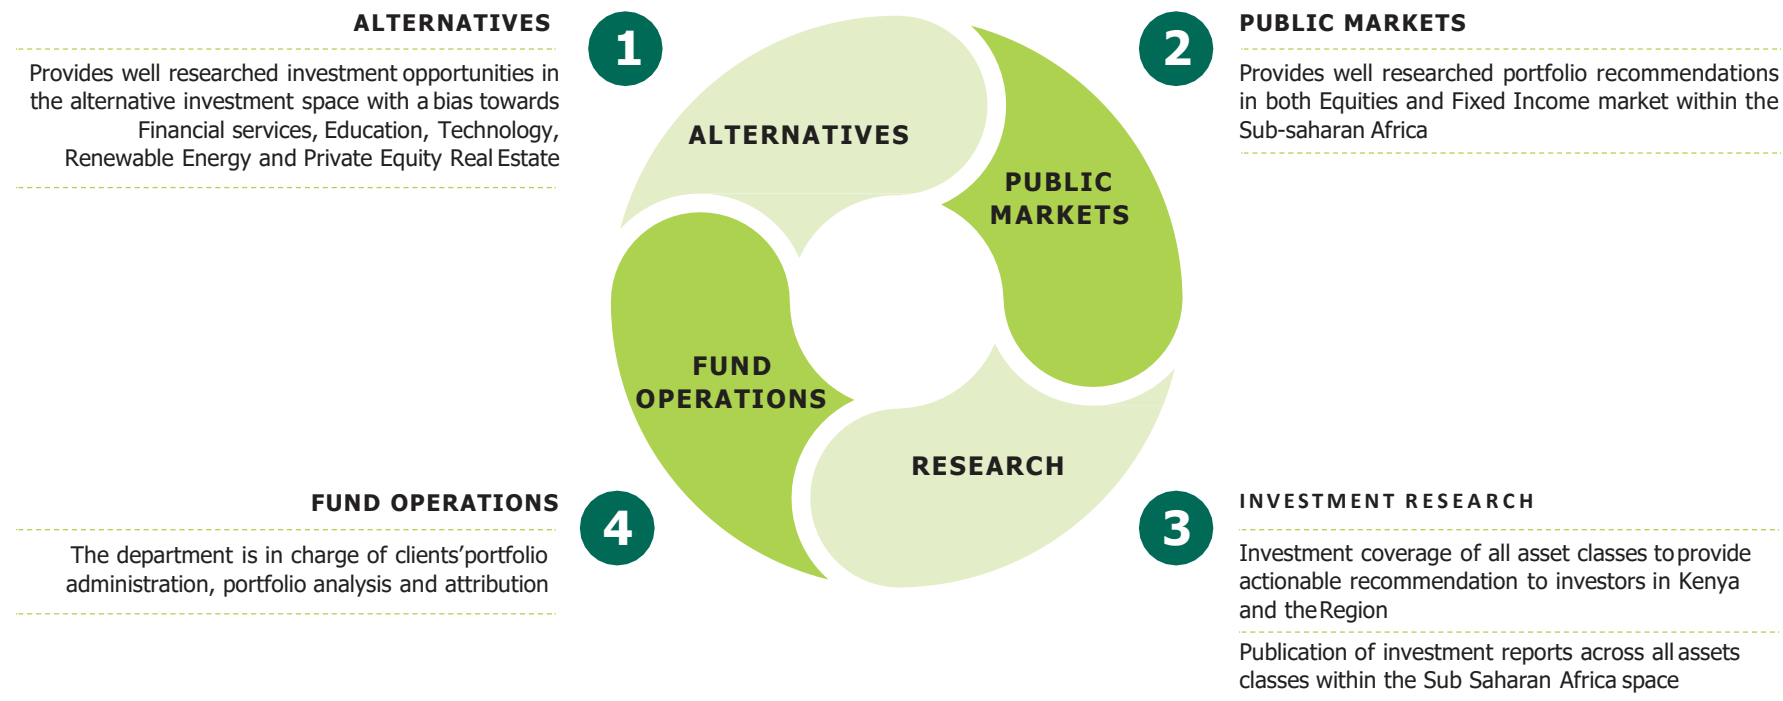 ALTERNATIVES
Provides well researched investment opportunities in
the alternative investment space with a bias towards
Financial services, Education, Technology,
Renewable Energy and Private Equity Real Estate
1
ALTERNATIVES
2
PUBLIC MARKETS
Provides well researched portfolio recommendations
in both Equities and Fixed Income market within the
Sub-saharan Africa
PUBLIC
MARKETS
FUND
OPERATIONS
RESEARCH
FUND OPERATIONS
The department is in charge of clients’portfolio
administration, portfolio analysis and attribution
4
3
INVESTMENT RESEARCH
Investment coverage of all asset classes to provide
actionable recommendation to investors in Kenya
and the Region
Publication of investment reports across all assets
classes within the Sub Saharan Africa space